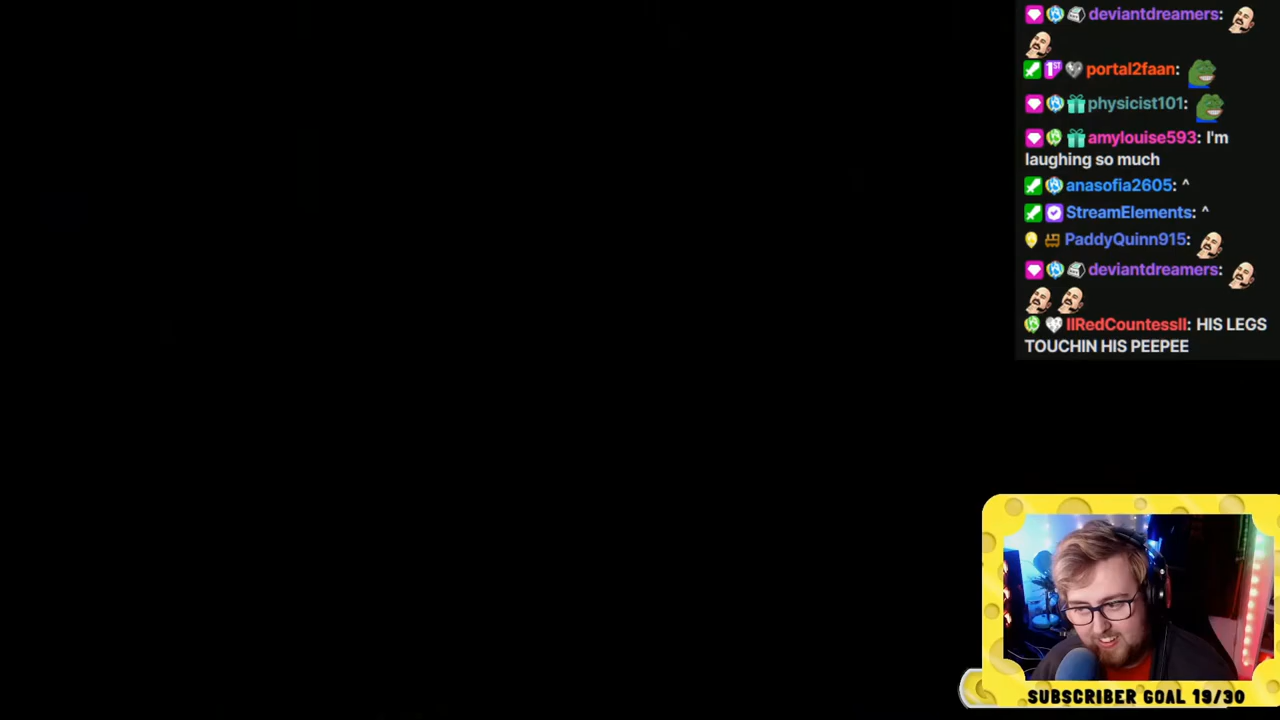 deviantdreamers:
portal2faan:
physicist101:
amylouise593: I'm
laughing so much
anasofia2605: ^
StreamElements: ^
PaddyQuinn915:
deviantdreamers:
llRedCountessll: HIS LEGS
TOUCHIN HIS PEEPEE
SUBSCRIBER GOAL 19/30